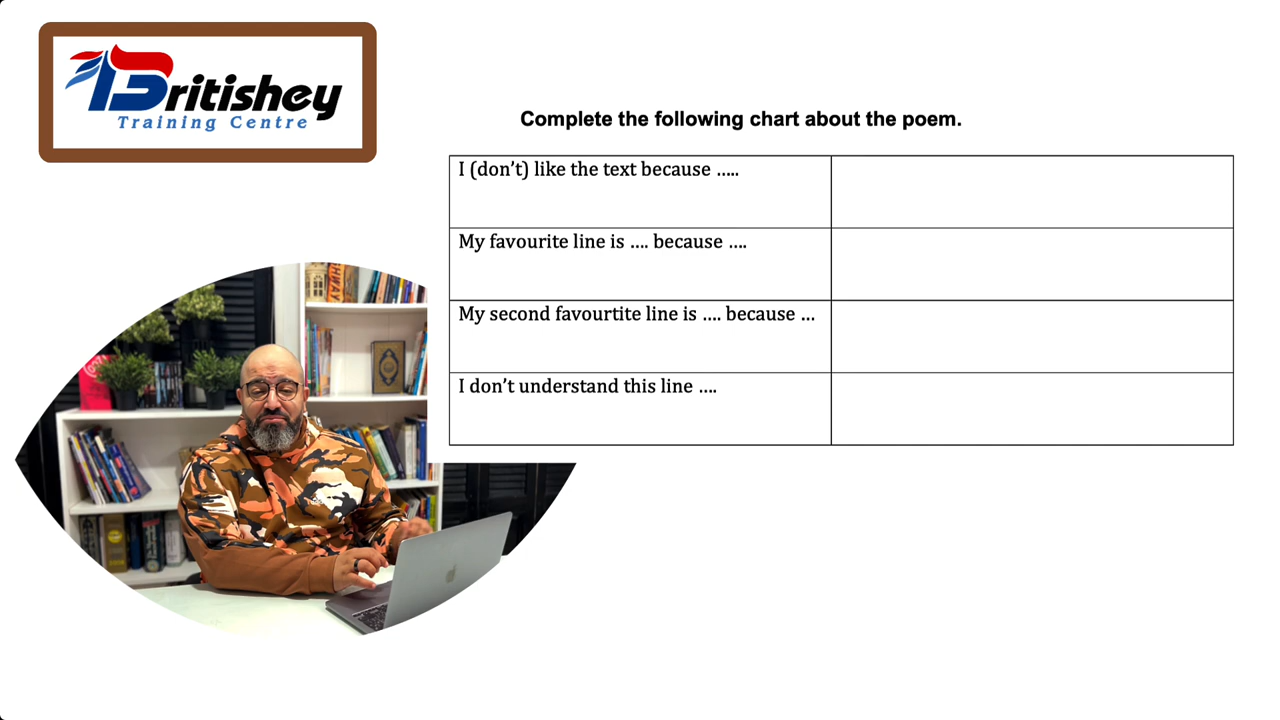 Britishey
Training Centre
Complete the following chart about the poem.
I (don’t) like the text because …..
My favourite line is …. because ….
My second favourtite line is …. because …
I don’t understand this line ….